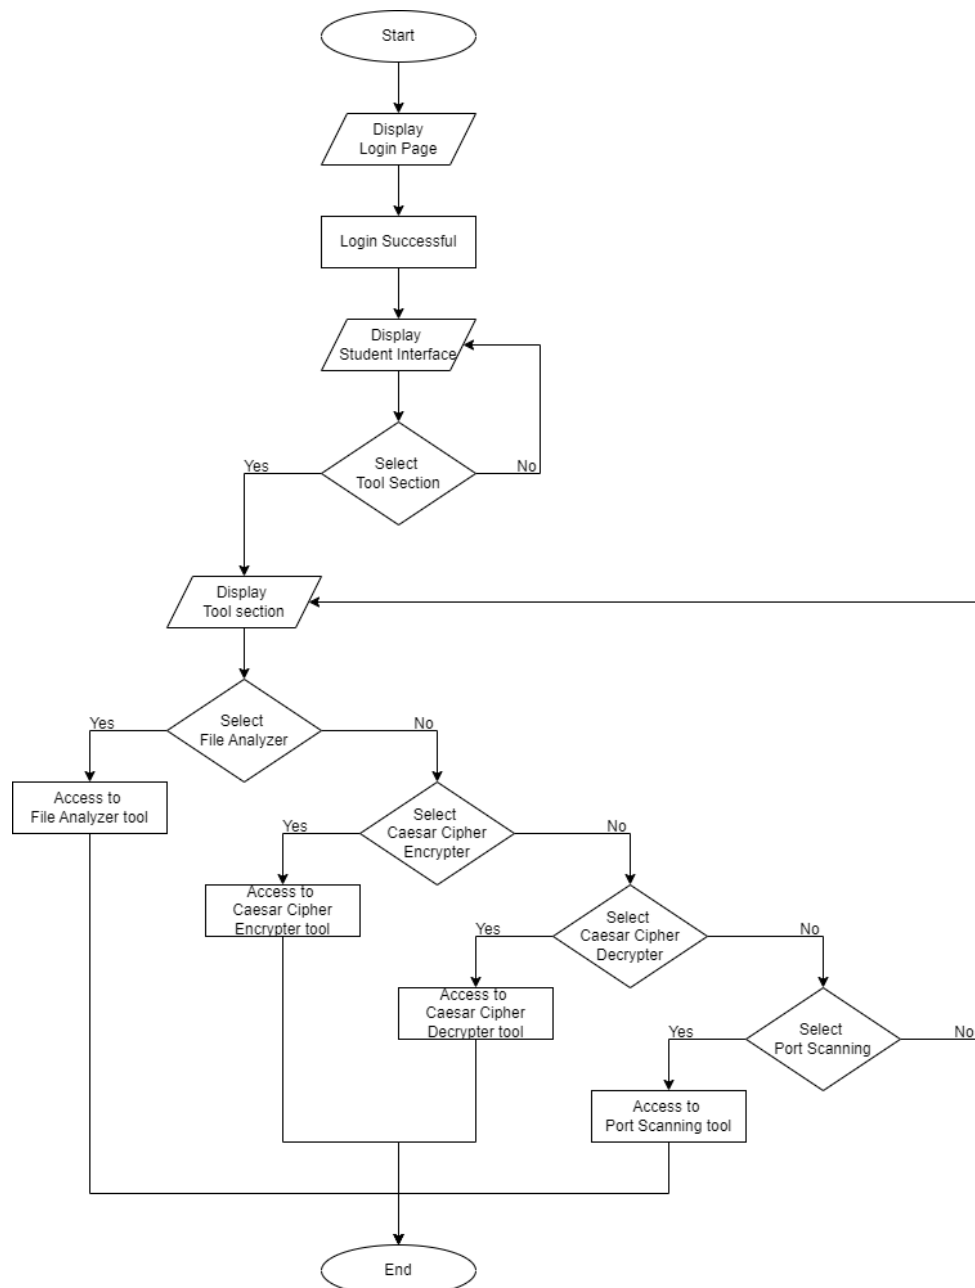 Start
Display
Login Page
Login Successful
Display
Student Interface
Select
Tool Section
Yes
No
Display
Tool section
Select
File Analyzer
Yes
No
Access to
File Analyzer tool
Select
Caesar Cipher
Encrypter
Yes
No
Access to
Caesar Cipher
Encrypter tool
Select
Caesar Cipher
Decrypter
Yes
No
Access to
Caesar Cipher
Decrypter tool
Select
Port Scanning
Yes
No
Access to
Port Scanning tool
End